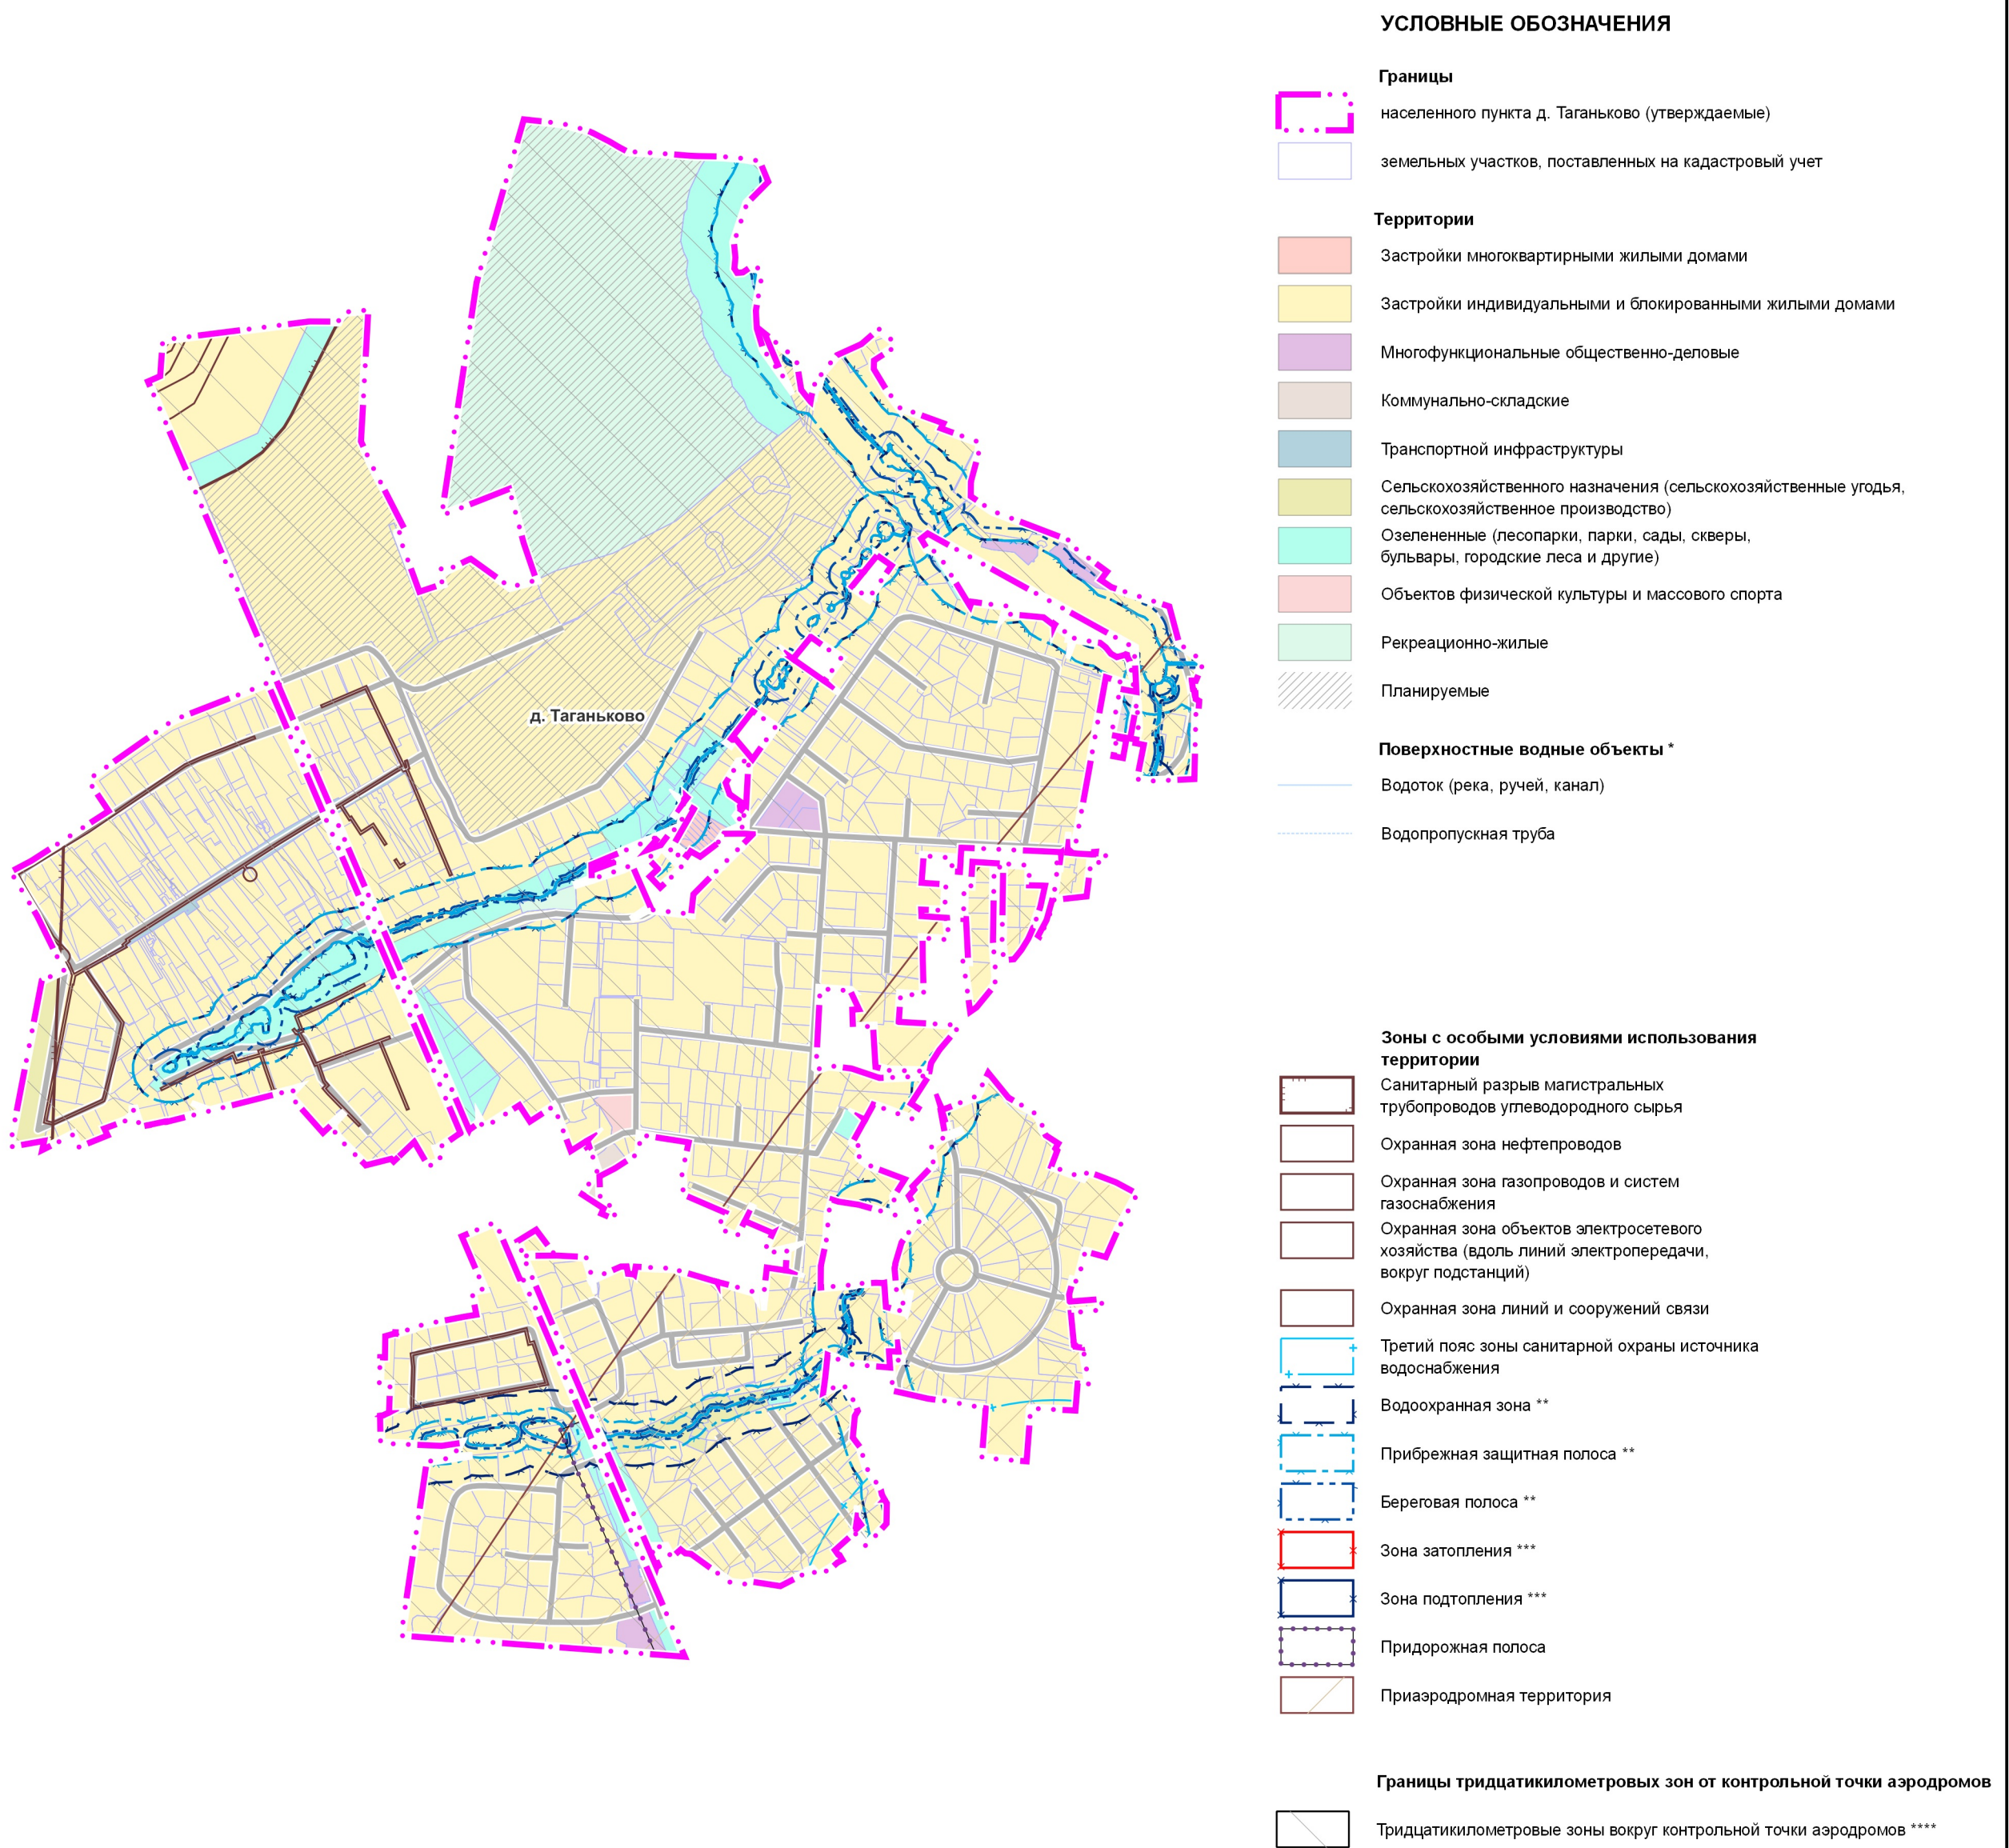 УСЛОВНЫЕ ОБОЗНАЧЕНИЯ
Границы
населенного пункта д. Таганьково (утверждаемые)
земельных участков, поставленных на кадастровый учет
Территории
Застройки многоквартирными жилыми домами
Застройки индивидуальными и блокированными жилыми домами
Многофункциональные общественно-деловые
Коммунально-складские
Транспортной инфраструктуры
Сельскохозяйственного назначения (сельскохозяйственные угодья,
сельскохозяйственное производство)
Озелененные (лесопарки, парки, сады, скверы,
бульвары, городские леса и другие)
Объектов физической культуры и массового спорта
Рекреационно-жилые
Планируемые
д. Таганьково
Поверхностные водные объекты *
Водоток (река, ручей, канал)
Водопропускная труба
Зоны с особыми условиями использования
территории
Санитарный разрыв магистральных
трубопроводов углеводородного сырья
Охранная зона нефтепроводов
Охранная зона газопроводов и систем
газоснабжения
Охранная зона объектов электросетевого
хозяйства (вдоль линий электропередачи,
вокруг подстанций)
Охранная зона линий и сооружений связи
Третий пояс зоны санитарной охраны источника
водоснабжения
Водоохранная зона **
Прибрежная защитная полоса **
Береговая полоса **
Зона затопления ***
Зона подтопления ***
Придорожная полоса
Приаэродромная территория
Границы тридцатикилометровых зон от контрольной точки аэродромов
Тридцатикилометровые зоны вокруг контрольной точки аэродромов ****